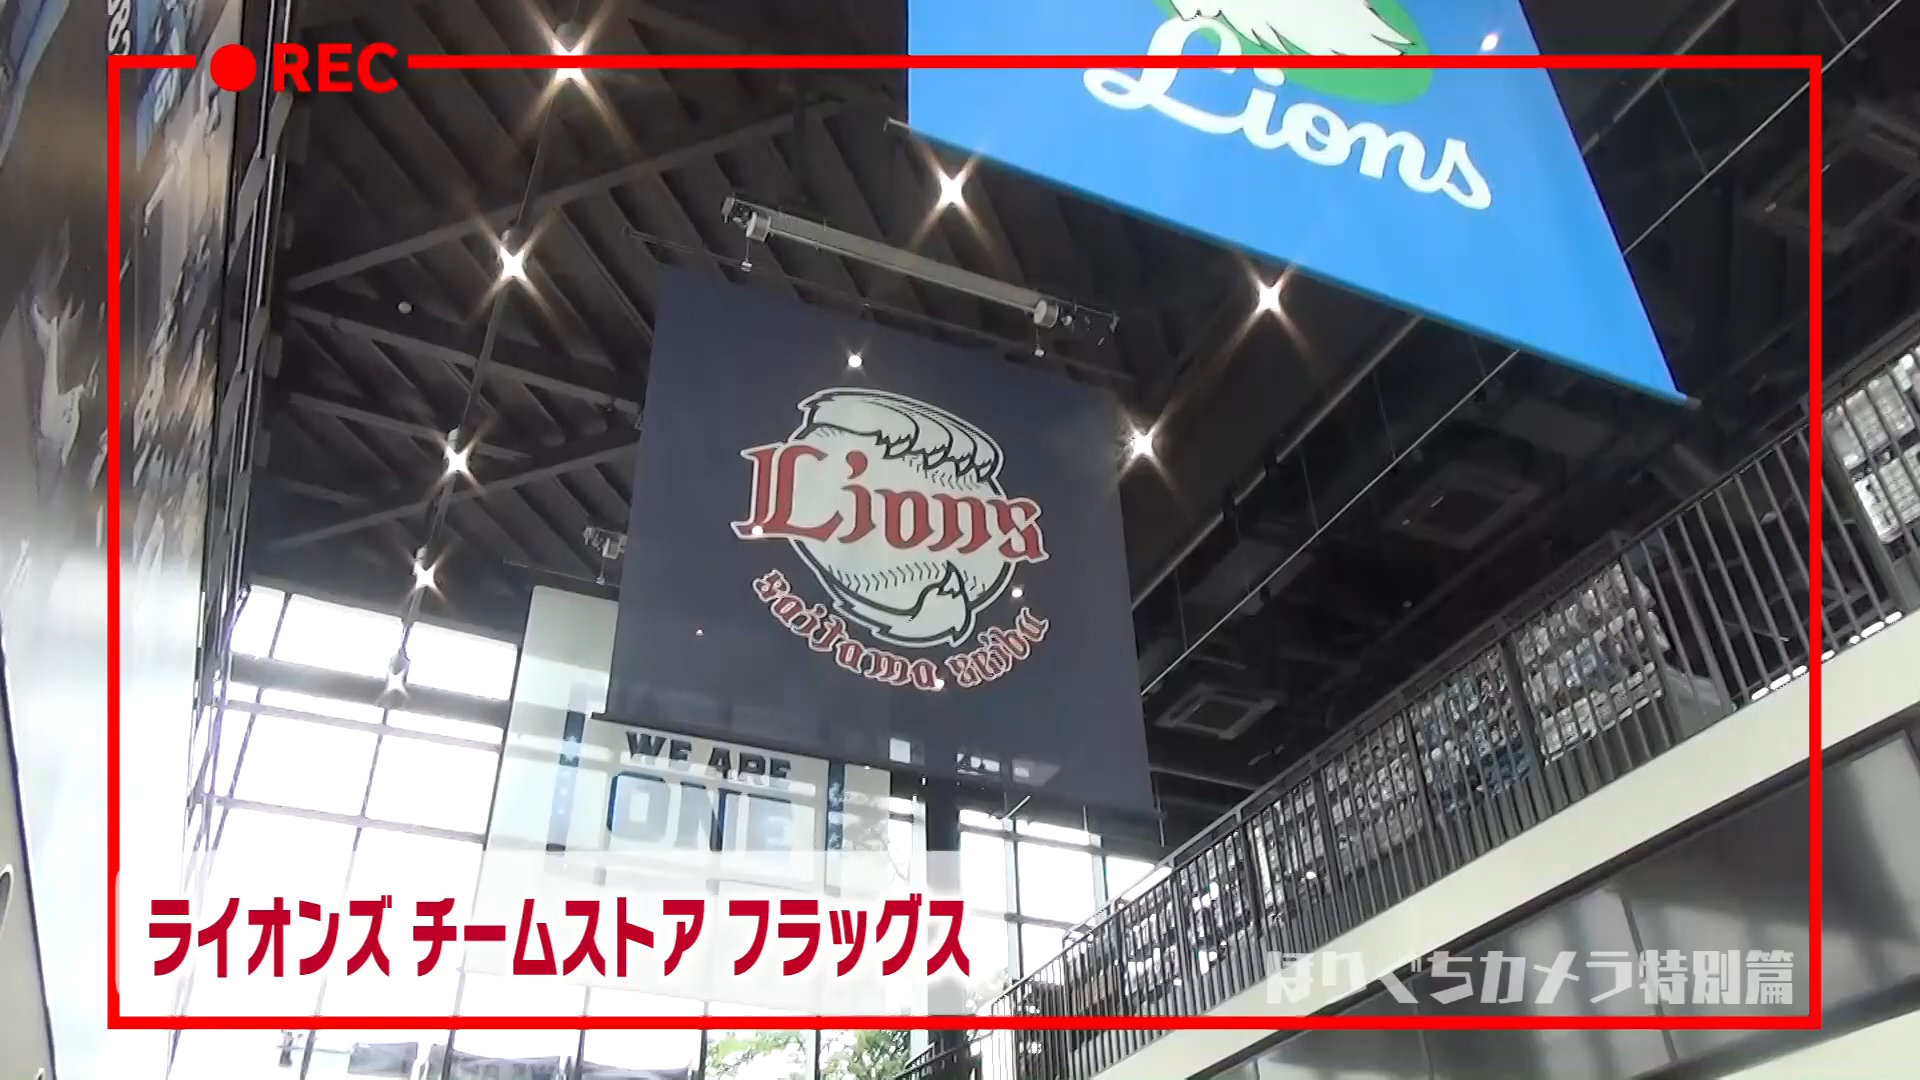 REC
Lions
Lions
saitama seibu
WE ARE
ONE
ライオンズ チームストア フラッグス
ほりぐちカメラ特別篇